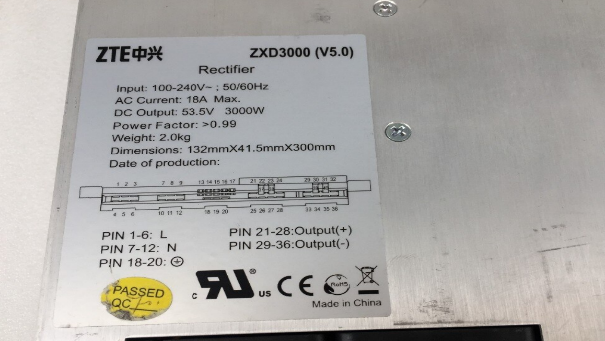 ZTE中兴
ZXD3000 (V5.0)
Rectifier
Input: 100-240V~ ; 50/60Hz
AC Current: 18A Max.
DC Output: 53.5V 3000W
Power Factor: >0.99
Weight: 2.0kg
Dimensions: 132mmX41.5mmX300mm
Date of production:
1 2 3 7 8 9 13 14 15 16 17 21 22 23 24 29 30 31 32
4 5 6 10 11 12 18 19 20 25 26 27 28 33 34 35 36
PIN 1-6: L PIN 21-28:Output(+)
PIN 7-12: N PIN 29-36:Output(-)
PIN 18-20:
PASSED
QC
c RU US CE RoHS
Made in China